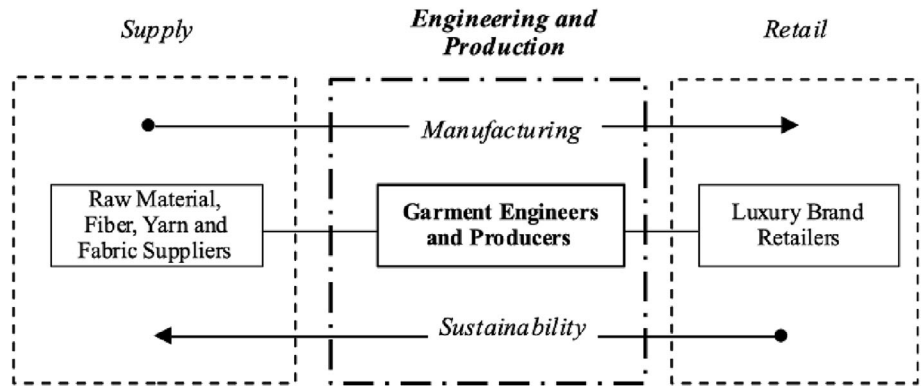 Supply
Engineering and
Production
Retail
Manufacturing
Raw Material,
Fiber, Yarn and
Fabric Suppliers
Garment Engineers
and Producers
Luxury Brand
Retailers
Sustainability